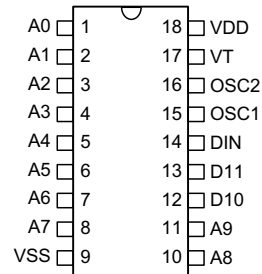 A0 1 18 VDD
A1 2 17 VT
A2 3 16 OSC2
A3 4 15 OSC1
A4 5 14 DIN
A5 6 13 D11
A6 7 12 D10
A7 8 11 A9
VSS 9 10 A8